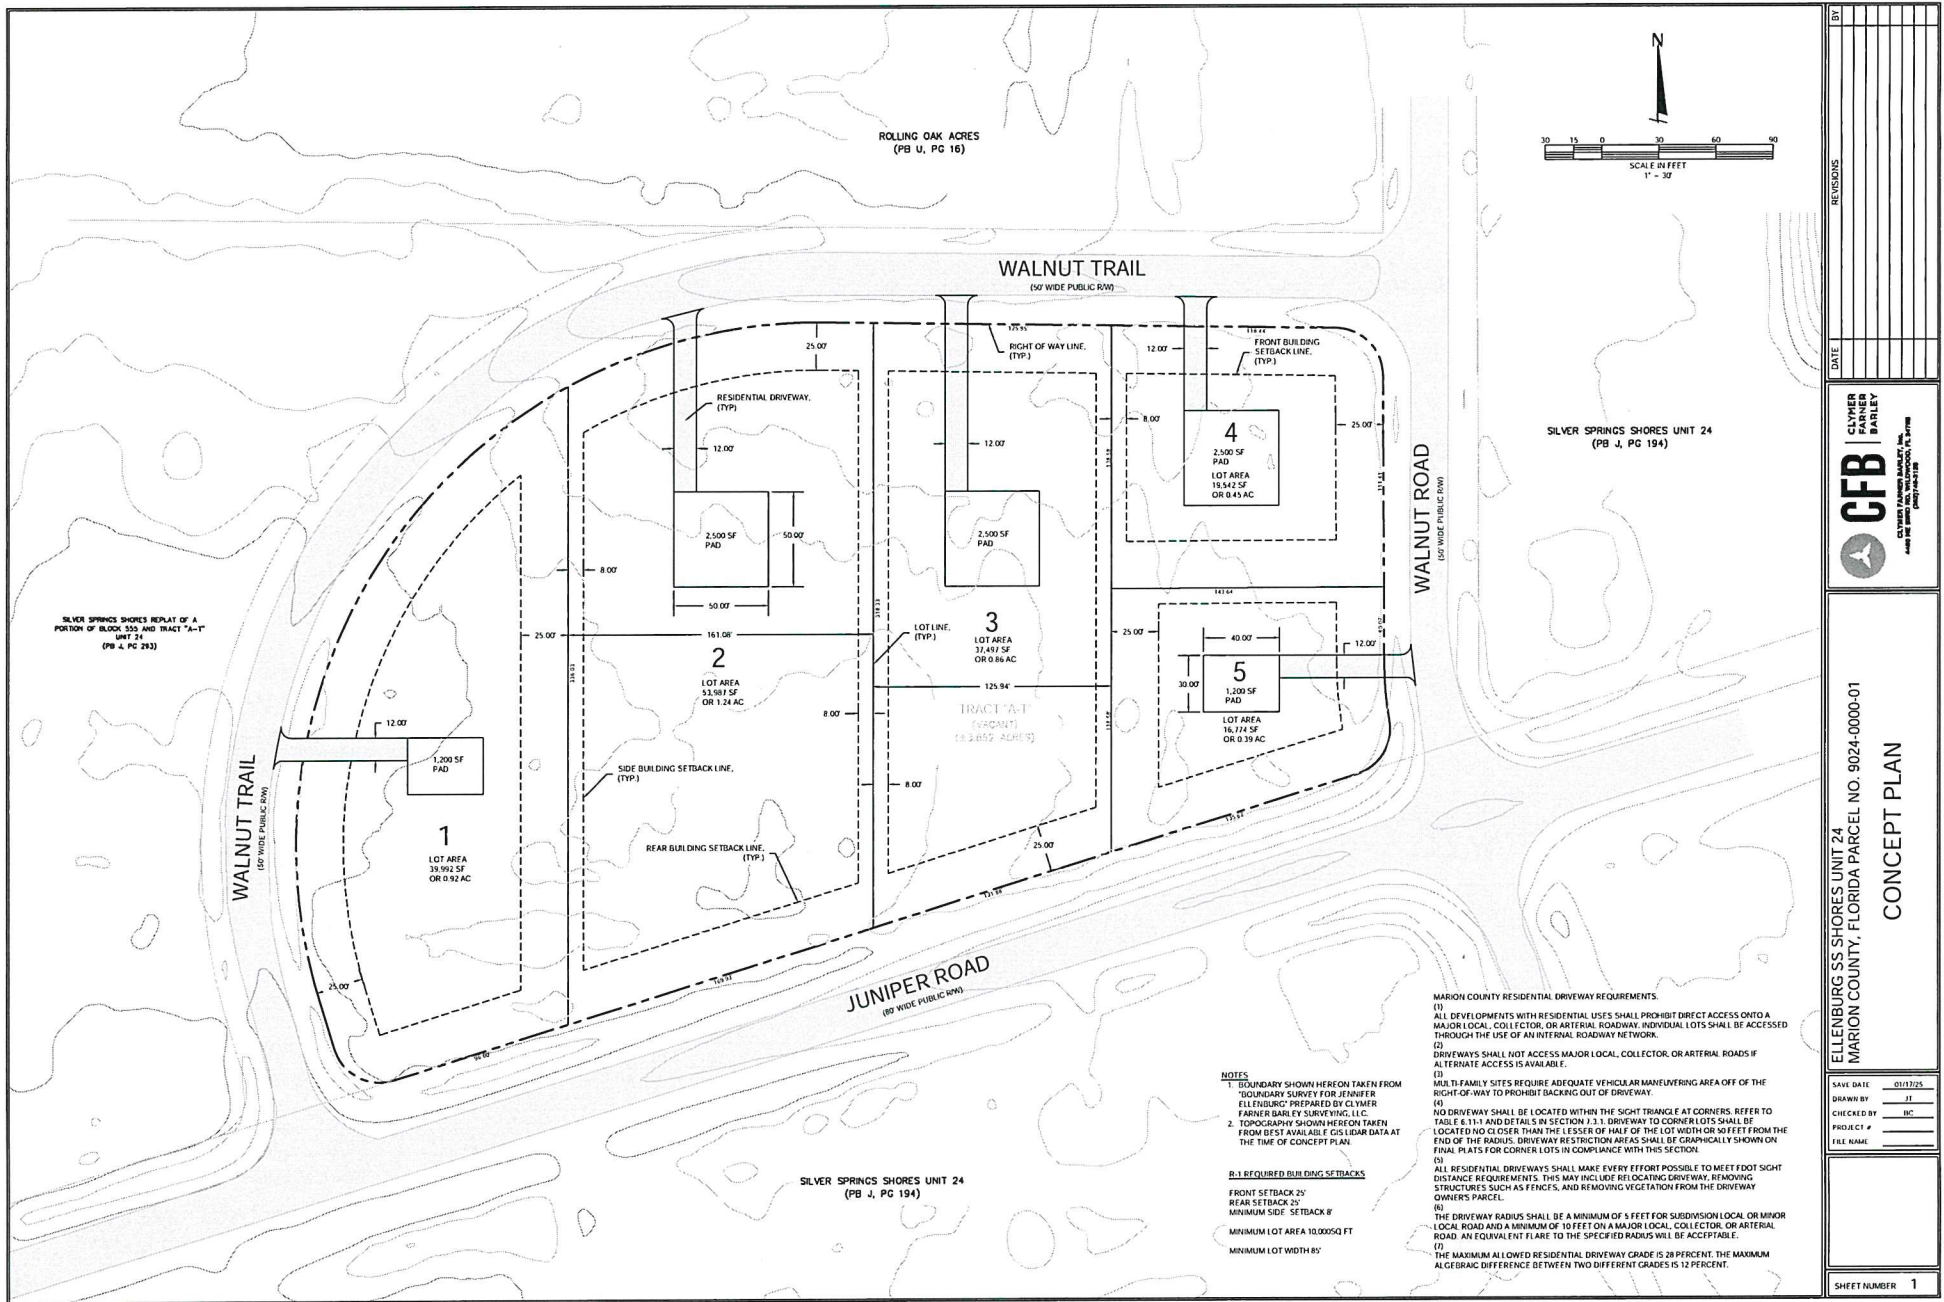 ROLLING OAK ACRES
(PB U, PG 16)
N
30 15 0 30 60 90
SCALE IN FEET
1" = 30'
WALNUT TRAIL
(50' WIDE PUBLIC R/W)
125.95
RIGHT OF WAY LINE,
(TYP.)
25.00'
12.00'
FRONT BUILDING
SETBACK LINE,
(TYP.)
RESIDENTIAL DRIVEWAY,
(TYP)
12.00'
12.00'
8.00'
25.00'
4
2,500 SF
PAD
LOT AREA
19,542 SF
OR 0.45 AC
SILVER SPRINGS SHORES UNIT 24
(PB J, PG 194)
WALNUT ROAD
(50' WIDE PUBLIC R/W)
2,500 SF
PAD
50.00'
50.00'
2,500 SF
PAD
8.00'
143.64
SILVER SPRINGS SHORES REPLAT OF A
PORTION OF BLOCK 555 AND TRACT "A-T"
UNIT 24
(PB J, PG 293)
25.00'
161.08'
2
LOT AREA
53,987 SF
OR 1.24 AC
LOT LINE,
(TYP.)
3
LOT AREA
37,497 SF
OR 0.86 AC
125.94'
TRACT "A-T"
(VACANT)
(±3.852 ACRES)
25.00'
40.00'
30.00'
12.00'
5
1,200 SF
PAD
LOT AREA
16,774 SF
OR 0.39 AC
8.00'
8.00'
12.00'
1,200 SF
PAD
WALNUT TRAIL
(50' WIDE PUBLIC R/W)
1
LOT AREA
39,992 SF
OR 0.92 AC
SIDE BUILDING SETBACK LINE,
(TYP.)
REAR BUILDING SETBACK LINE,
(TYP.)
25.00'
25.00'
JUNIPER ROAD
(80' WIDE PUBLIC R/W)
SILVER SPRINGS SHORES UNIT 24
(PB J, PG 194)
NOTES
1. BOUNDARY SHOWN HEREON TAKEN FROM
"BOUNDARY SURVEY FOR JENNIFER
ELLENBURG" PREPARED BY CLYMER
FARNER BARLEY SURVEYING, LLC.
2. TOPOGRAPHY SHOWN HEREON TAKEN
FROM BEST AVAILABLE GIS LIDAR DATA AT
THE TIME OF CONCEPT PLAN.
R-1 REQUIRED BUILDING SETBACKS
FRONT SETBACK 25'
REAR SETBACK 25'
MINIMUM SIDE SETBACK 8'
MINIMUM LOT AREA 10,000SQ FT
MINIMUM LOT WIDTH 85'
MARION COUNTY RESIDENTIAL DRIVEWAY REQUIREMENTS.
(1)
ALL DEVELOPMENTS WITH RESIDENTIAL USES SHALL PROHIBIT DIRECT ACCESS ONTO A
MAJOR LOCAL, COLLECTOR, OR ARTERIAL ROADWAY. INDIVIDUAL LOTS SHALL BE ACCESSED
THROUGH THE USE OF AN INTERNAL ROADWAY NETWORK.
(2)
DRIVEWAYS SHALL NOT ACCESS MAJOR LOCAL, COLLECTOR, OR ARTERIAL ROADS IF
ALTERNATE ACCESS IS AVAILABLE.
(3)
MULTI-FAMILY SITES REQUIRE ADEQUATE VEHICULAR MANEUVERING AREA OFF OF THE
RIGHT-OF-WAY TO PROHIBIT BACKING OUT OF DRIVEWAY.
(4)
NO DRIVEWAY SHALL BE LOCATED WITHIN THE SIGHT TRIANGLE AT CORNERS. REFER TO
TABLE 6.11-1 AND DETAILS IN SECTION 7.3.1. DRIVEWAY TO CORNER LOTS SHALL BE
LOCATED NO CLOSER THAN THE LESSER OF HALF OF THE LOT WIDTH OR 50 FEET FROM THE
END OF THE RADIUS. DRIVEWAY RESTRICTION AREAS SHALL BE GRAPHICALLY SHOWN ON
FINAL PLATS FOR CORNER LOTS IN COMPLIANCE WITH THIS SECTION.
(5)
ALL RESIDENTIAL DRIVEWAYS SHALL MAKE EVERY EFFORT POSSIBLE TO MEET FDOT SIGHT
DISTANCE REQUIREMENTS. THIS MAY INCLUDE RELOCATING DRIVEWAY, REMOVING
STRUCTURES SUCH AS FENCES, AND REMOVING VEGETATION FROM THE DRIVEWAY
OWNER'S PARCEL.
(6)
THE DRIVEWAY RADIUS SHALL BE A MINIMUM OF 5 FEET FOR SUBDIVISION LOCAL OR MINOR
LOCAL ROAD AND A MINIMUM OF 10 FEET ON A MAJOR LOCAL, COLLECTOR, OR ARTERIAL
ROAD. AN EQUIVALENT FLARE TO THE SPECIFIED RADIUS WILL BE ACCEPTABLE.
(7)
THE MAXIMUM ALLOWED RESIDENTIAL DRIVEWAY GRADE IS 28 PERCENT. THE MAXIMUM
ALGEBRAIC DIFFERENCE BETWEEN TWO DIFFERENT GRADES IS 12 PERCENT.
DATE REVISIONS BY
CFB
CLYMER
FARNER
BARLEY
CLYMER FARNER BARLEY, Inc.
ELLENBURG SS SHORES UNIT 24
MARION COUNTY, FLORIDA PARCEL NO. 9024-0000-01
CONCEPT PLAN
SAVE DATE 01/17/25
DRAWN BY JT
CHECKED BY BC
PROJECT #
FILE NAME
SHEET NUMBER 1